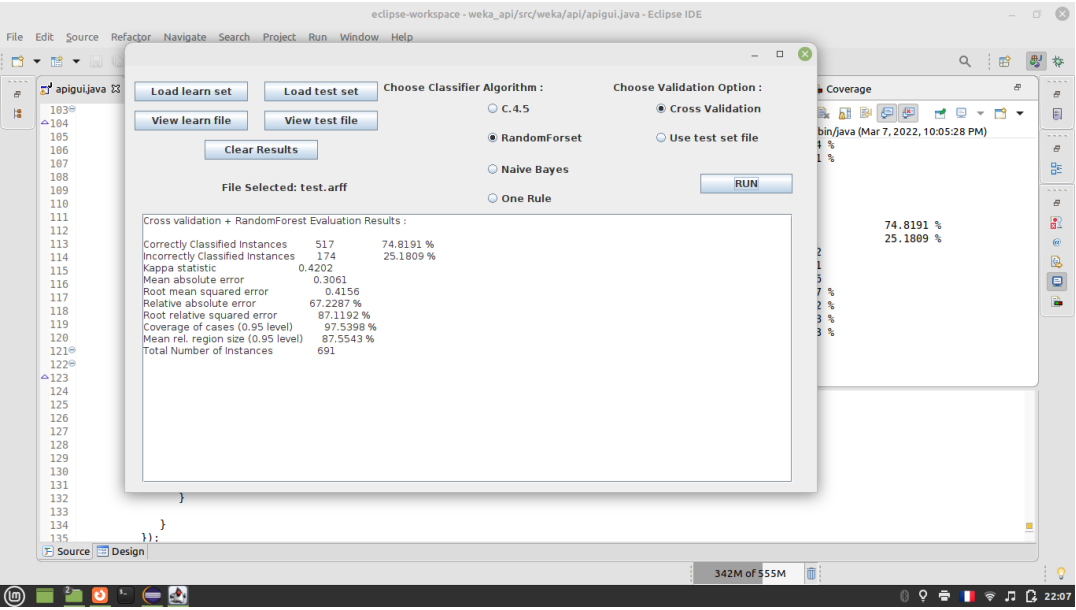 eclipse-workspace - weka_api/src/weka/api/apigui.java - Eclipse IDE
File Edit Source Refactor Navigate Search Project Run Window Help
apigui.java
Coverage
Load learn set Load test set Choose Classifier Algorithm : Choose Validation Option :
C.4.5 Cross Validation
View learn file View test file
RandomForset Use test set file
Clear Results
Naive Bayes
RUN
File Selected: test.arff
One Rule
bin/java (Mar 7, 2022, 10:05:28 PM)
4 %
1 %
74.8191 %
25.1809 %
2
1
7 %
2 %
3 %
3 %
Cross validation + RandomForest Evaluation Results :
Correctly Classified Instances 517 74.8191 %
Incorrectly Classified Instances 174 25.1809 %
Kappa statistic 0.4202
Mean absolute error 0.3061
Root mean squared error 0.4156
Relative absolute error 67.2287 %
Root relative squared error 87.1192 %
Coverage of cases (0.95 level) 97.5398 %
Mean rel. region size (0.95 level) 87.5543 %
Total Number of Instances 691
103
104
105
106
107
108
109
110
111
112
113
114
115
116
117
118
119
120
121
122
123
124
125
126
127
128
129
130
131
132 }
133
134 }
135 });
Source Design
342M of 555M
22:07